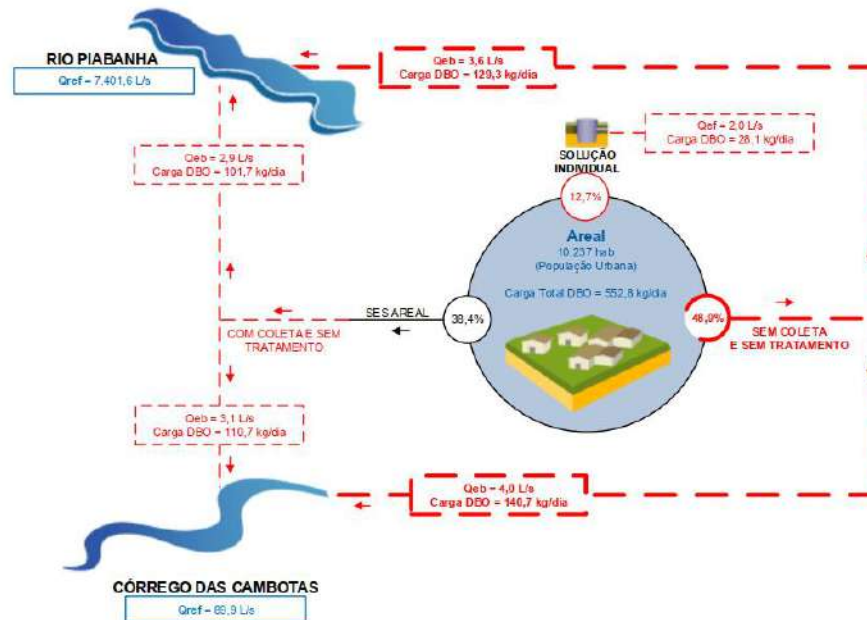 RIO PIABANHA
Qref = 7.401,6 L/s
Qeb = 3,6 L/s
Carga DBO = 129,3 kg/dia
Qef = 2,0 L/s
Carga DBO = 28,1 kg/dia
SOLUÇÃO
INDIVIDUAL
12,7%
Qeb = 2,9 L/s
Carga DBO = 101,7 kg/dia
Areal
10.237 hab
(População Urbana)
Carga Total DBO = 552,8 kg/dia
SES AREAL
38,4%
48,9%
COM COLETA E SEM
TRATAMENTO
SEM COLETA
E SEM TRATAMENTO
Qeb = 3,1 L/s
Carga DBO = 110,7 kg/dia
Qeb = 4,0 L/s
Carga DBO = 140,7 kg/dia
CÓRREGO DAS CAMBOTAS
Qref = 89,9 L/s